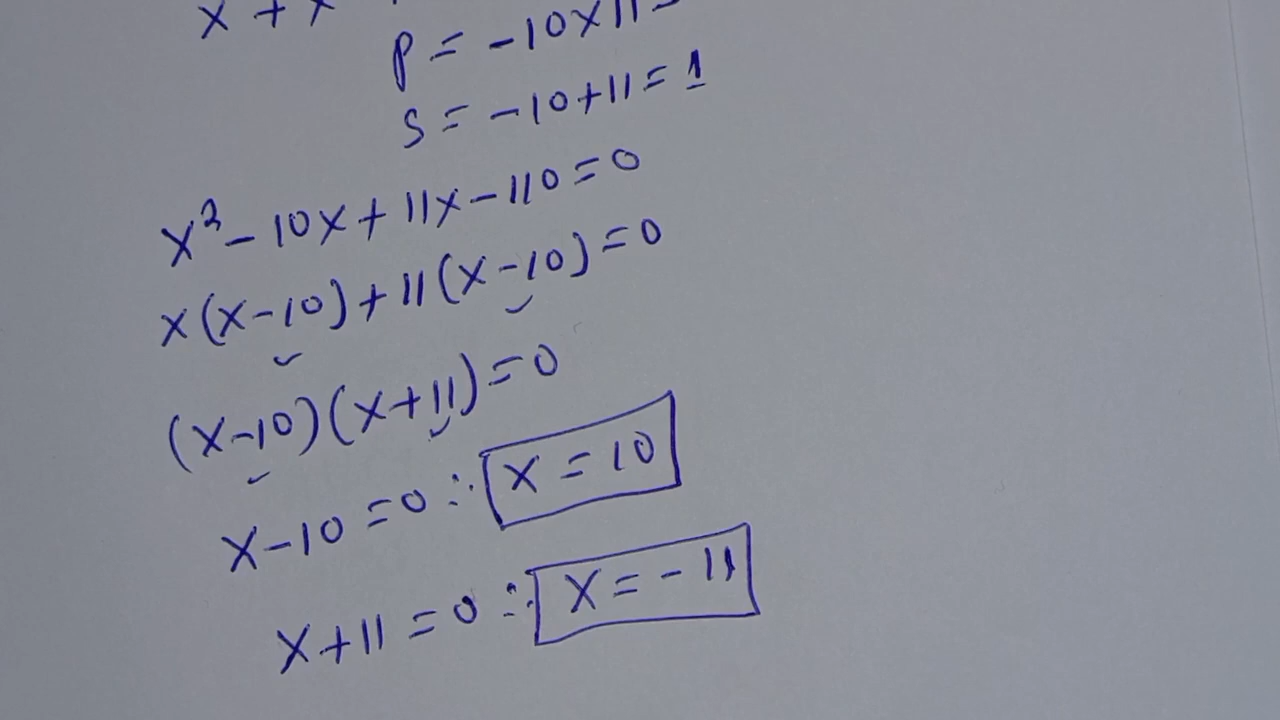 x + x
P = -10x11=
S = -10+11 = 1
x² - 10x + 11x - 110 = 0
x(x-10) + 11(x-10) = 0
(x-10)(x+11) = 0
x-10 = 0 ∴ x = 10
x+11 = 0 ∴ x = -11